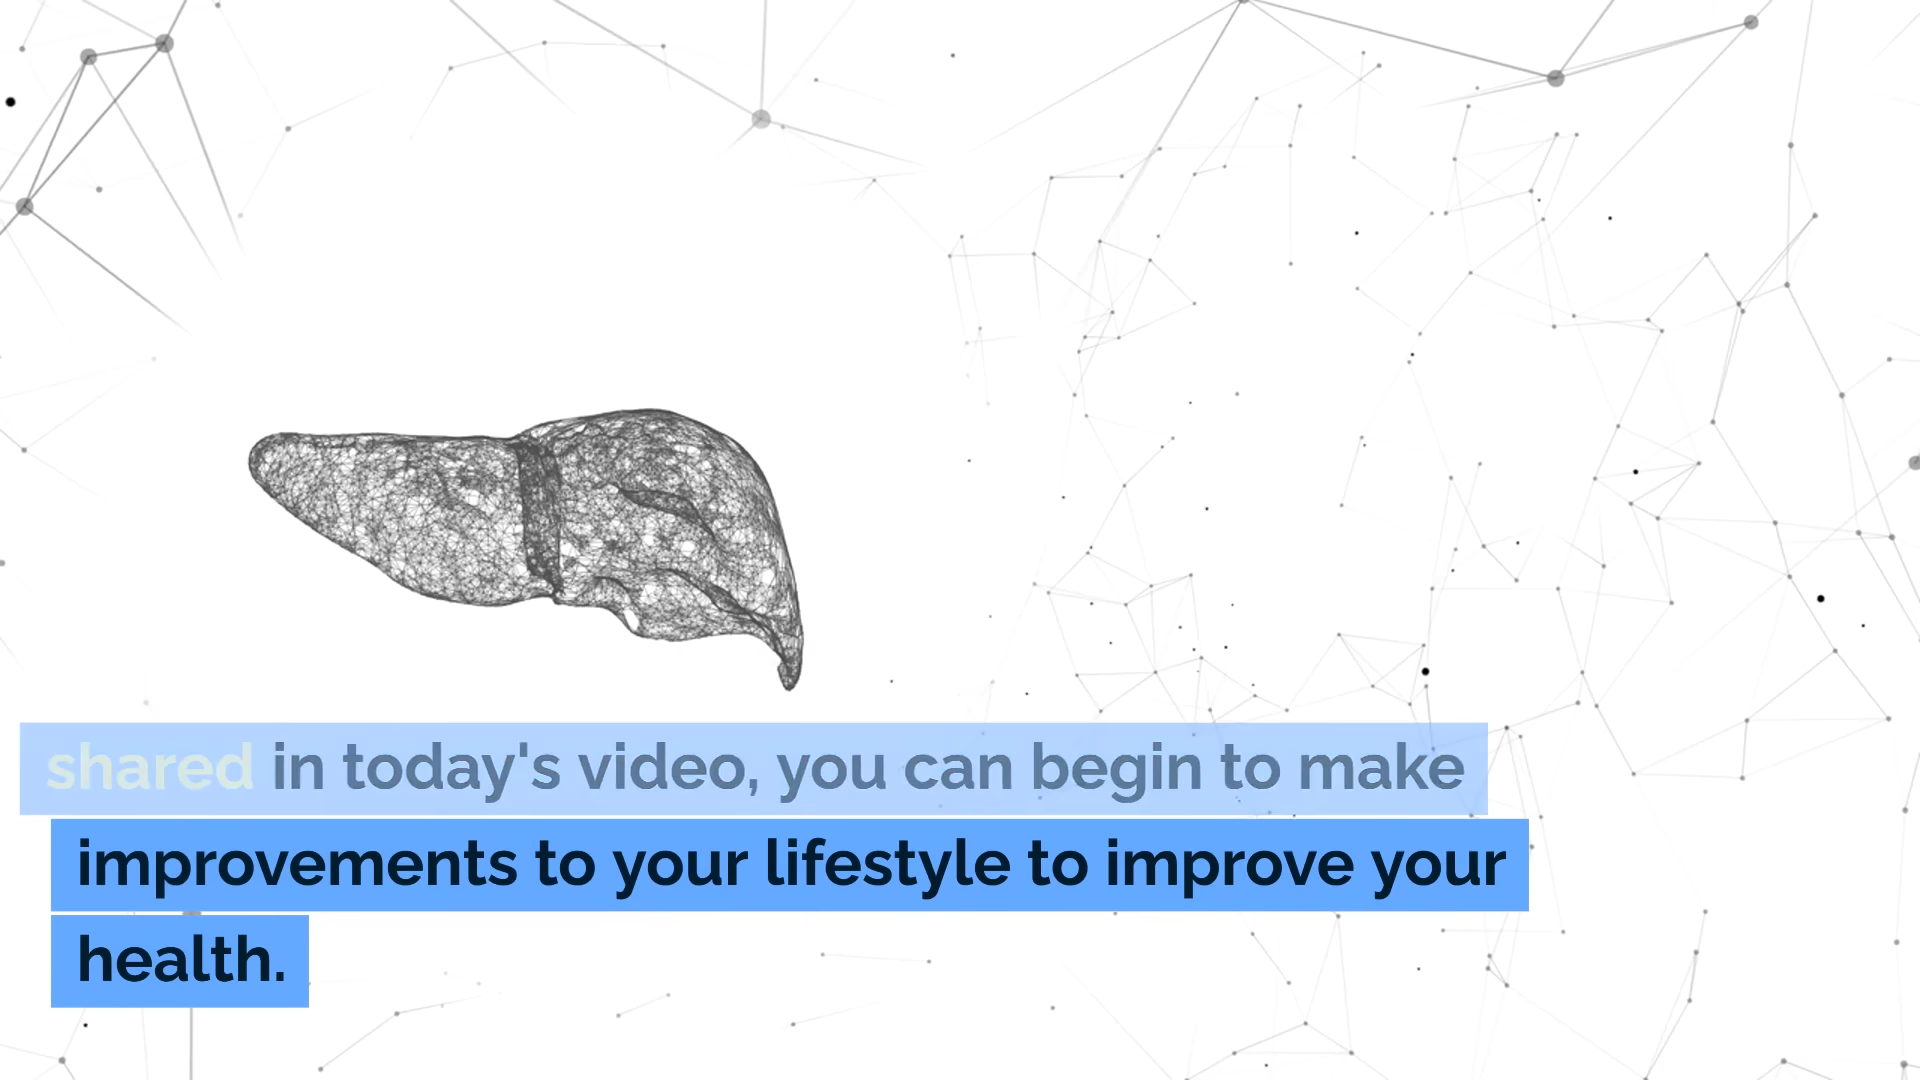 shared in today's video, you can begin to make
improvements to your lifestyle to improve your
health.